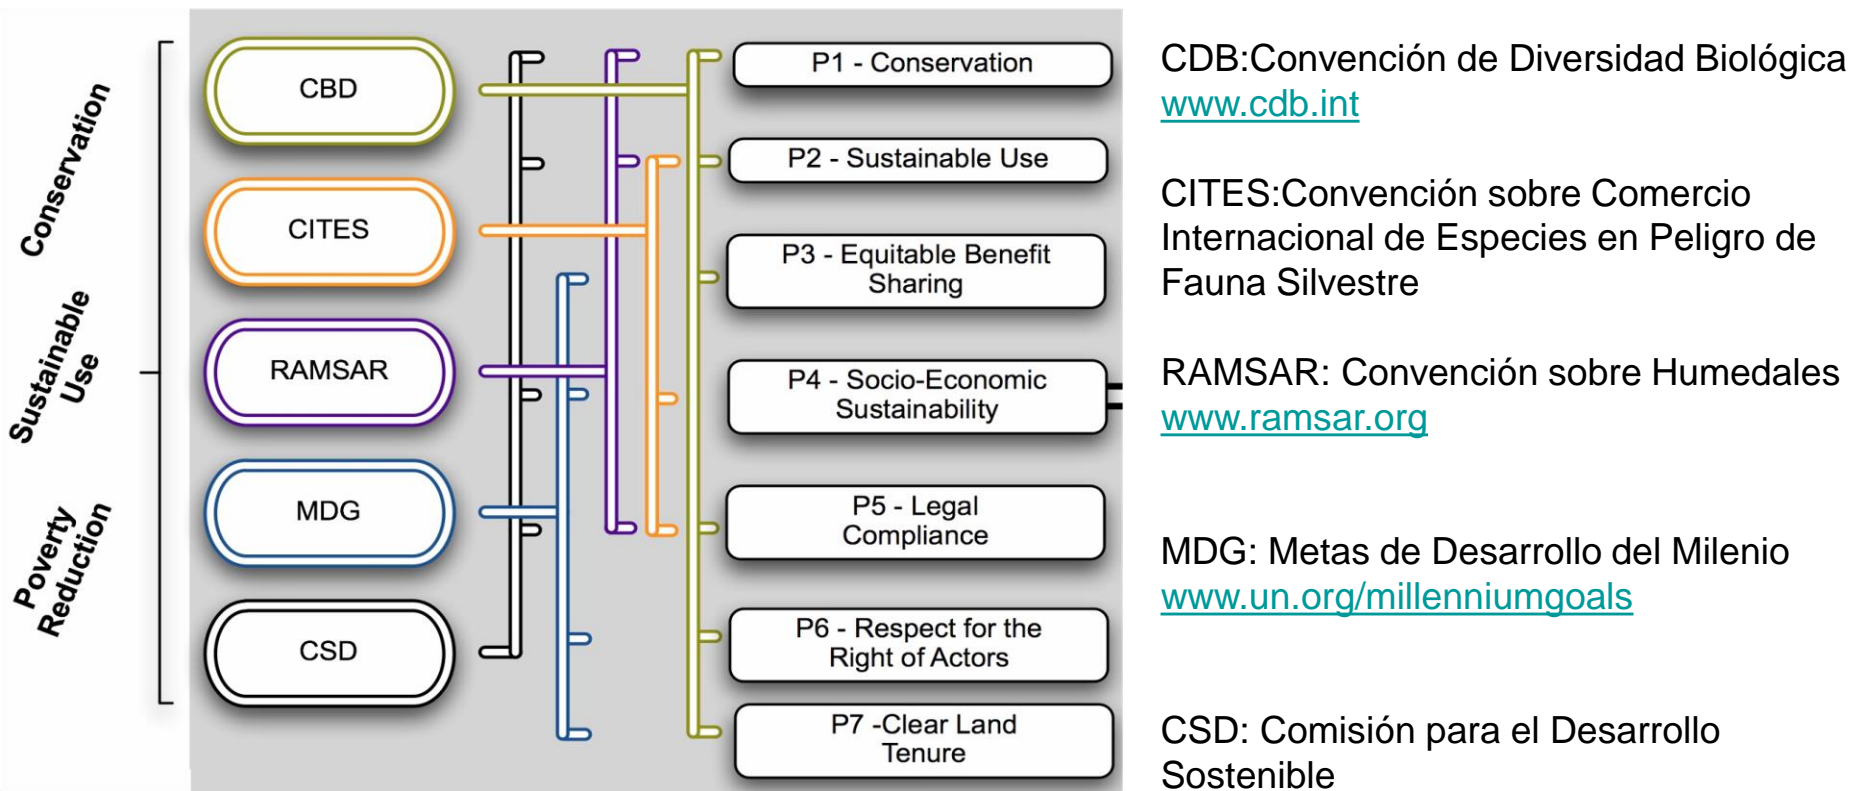 Conservation
Sustainable
Use
Poverty
Reduction
CBD
CITES
RAMSAR
MDG
CSD
P1 - Conservation
P2 - Sustainable Use
P3 - Equitable Benefit
Sharing
P4 - Socio-Economic
Sustainability
P5 - Legal
Compliance
P6 - Respect for the
Right of Actors
P7 -Clear Land
Tenure
CDB:Convención de Diversidad Biológica
www.cdb.int
CITES:Convención sobre Comercio
Internacional de Especies en Peligro de
Fauna Silvestre
RAMSAR: Convención sobre Humedales
www.ramsar.org
MDG: Metas de Desarrollo del Milenio
www.un.org/millenniumgoals
CSD: Comisión para el Desarrollo
Sostenible